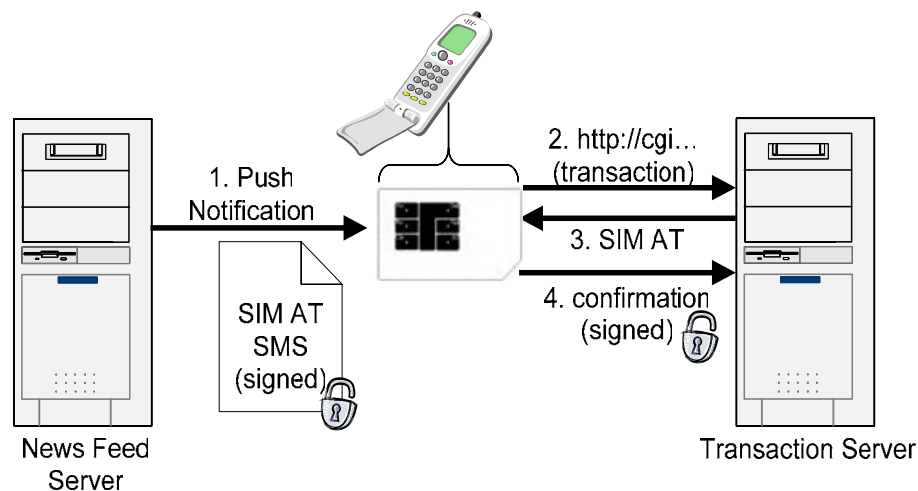 1. Push
Notification
SIM AT
SMS
(signed)
2. http://cgi...
(transaction)
3. SIM AT
4. confirmation
(signed)
News Feed
Server
Transaction Server